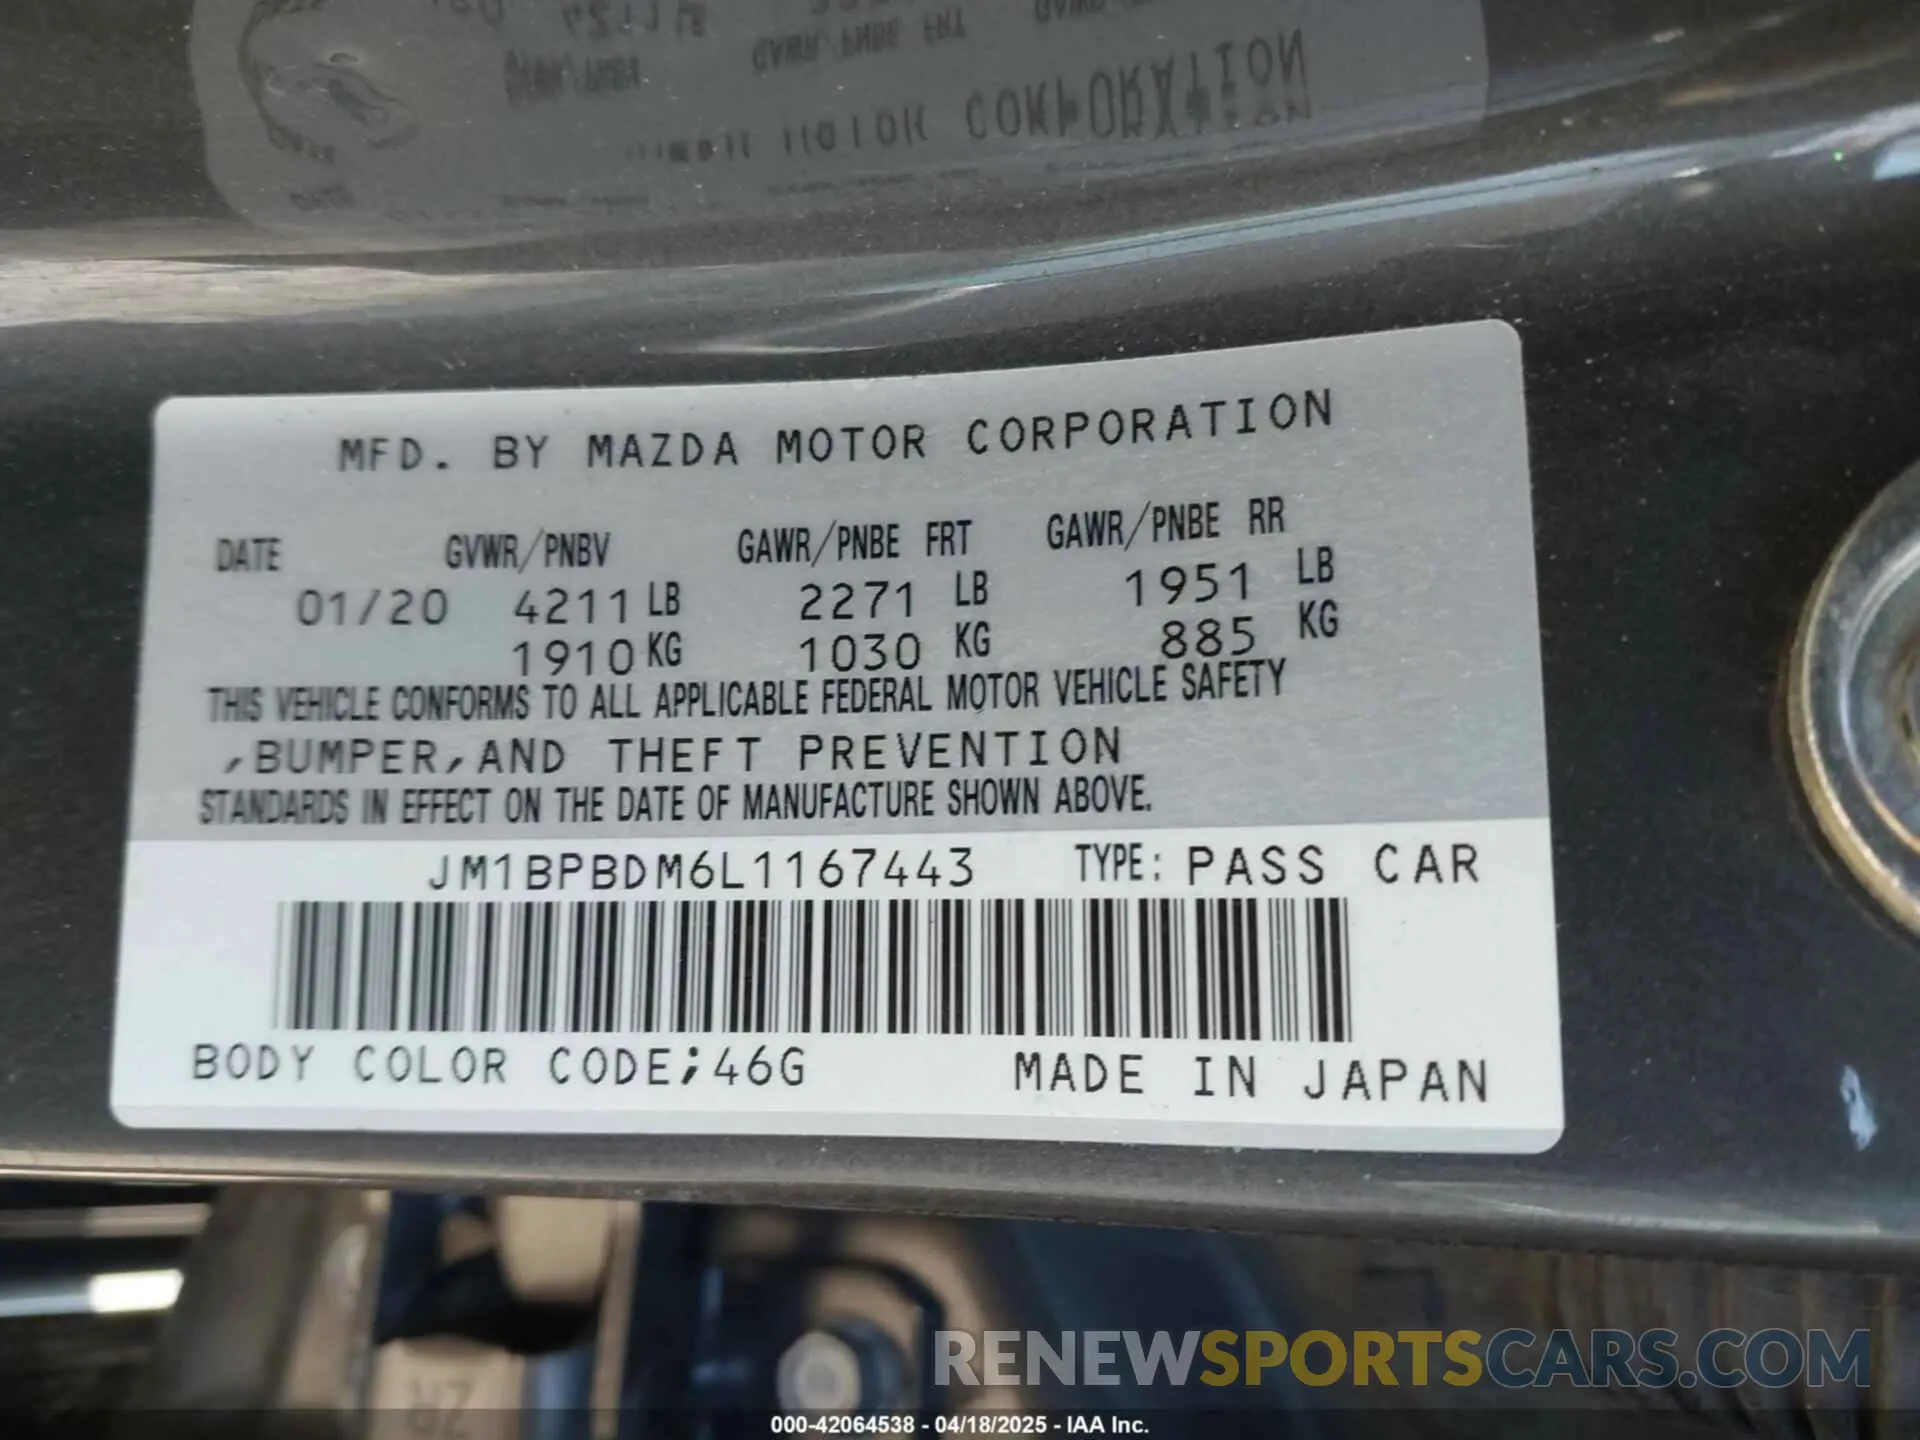 MFD. BY MAZDA MOTOR CORPORATION
DATE GVWR/PNBV GAWR/PNBE FRT GAWR/PNBE RR
01/20 4211 LB 2271 LB 1951 LB
1910 KG 1030 KG 885 KG
THIS VEHICLE CONFORMS TO ALL APPLICABLE FEDERAL MOTOR VEHICLE SAFETY
,BUMPER,AND THEFT PREVENTION
STANDARDS IN EFFECT ON THE DATE OF MANUFACTURE SHOWN ABOVE.
JM1BPBDM6L1167443 TYPE: PASS CAR
BODY COLOR CODE;46G MADE IN JAPAN
RENEWSPORTSCARS.COM
000-42064538 - 04/18/2025 - IAA Inc.